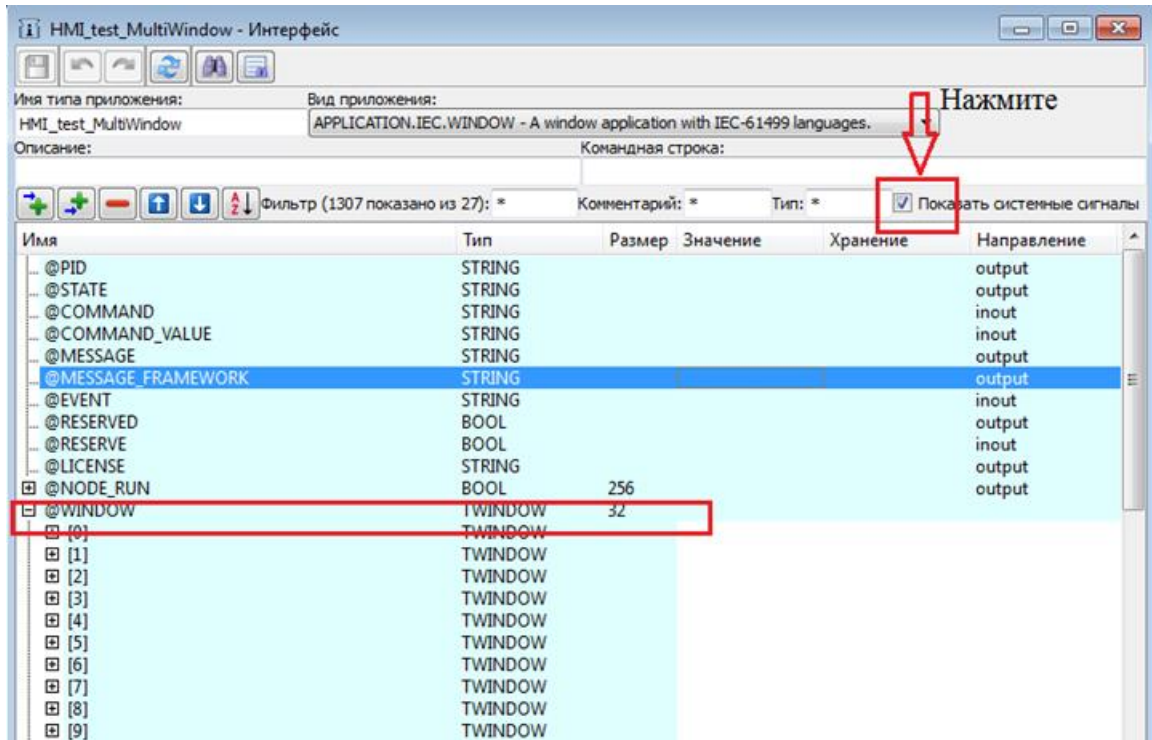 HMI_test_MultiWindow - Интерфейс
Нажмите
Имя типа приложения: Вид приложения:
HMI_test_MultiWindow APPLICATION.IEC.WINDOW - A window application with IEC-61499 languages.
Описание: Командная строка:
Фильтр (1307 показано из 27): * Комментарий: * Тип: * Показать системные сигналы
Имя Тип Размер Значение Хранение Направление
@PID STRING output
@STATE STRING output
@COMMAND STRING inout
@COMMAND_VALUE STRING inout
@MESSAGE STRING output
@MESSAGE_FRAMEWORK STRING output
@EVENT STRING inout
@RESERVED BOOL output
@RESERVE BOOL inout
@LICENSE STRING output
@NODE_RUN BOOL 256 output
@WINDOW TWINDOW 32
[0] TWINDOW
[1] TWINDOW
[2] TWINDOW
[3] TWINDOW
[4] TWINDOW
[5] TWINDOW
[6] TWINDOW
[7] TWINDOW
[8] TWINDOW
[9] TWINDOW